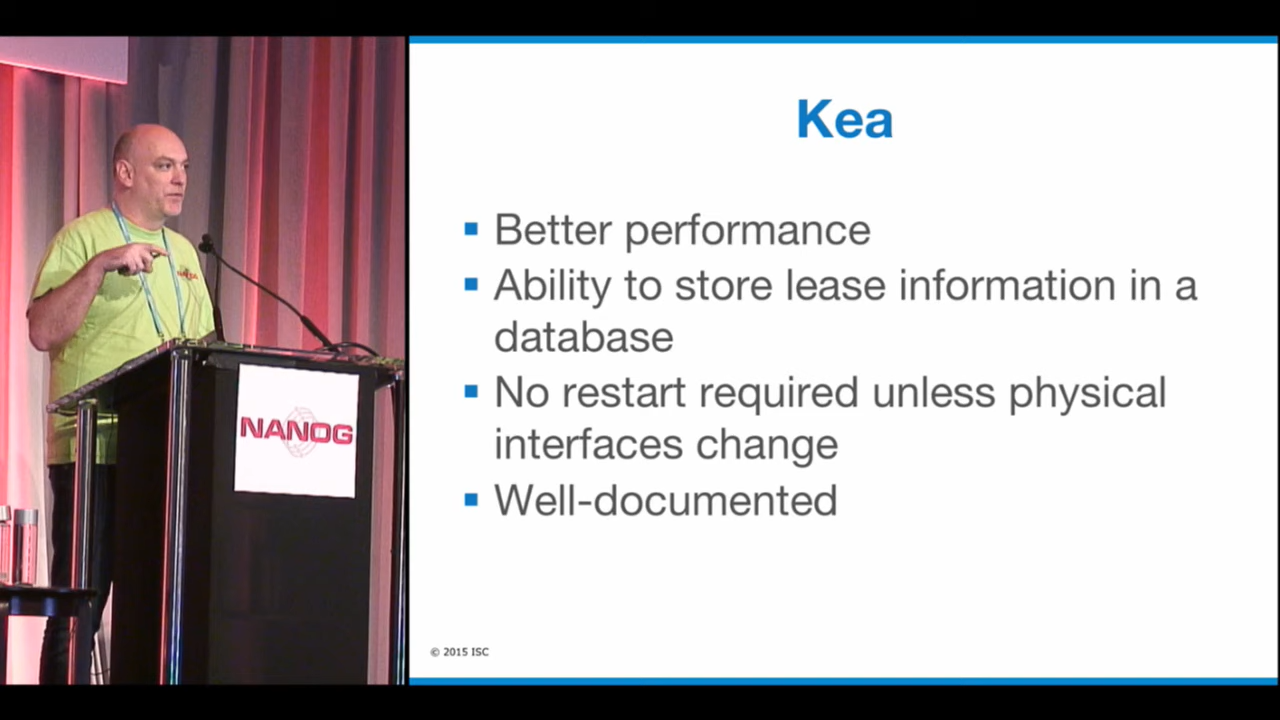 Kea
Better performance
Ability to store lease information in a
database
No restart required unless physical
interfaces change
Well-documented
© 2015 ISC
NANOG
NANOG